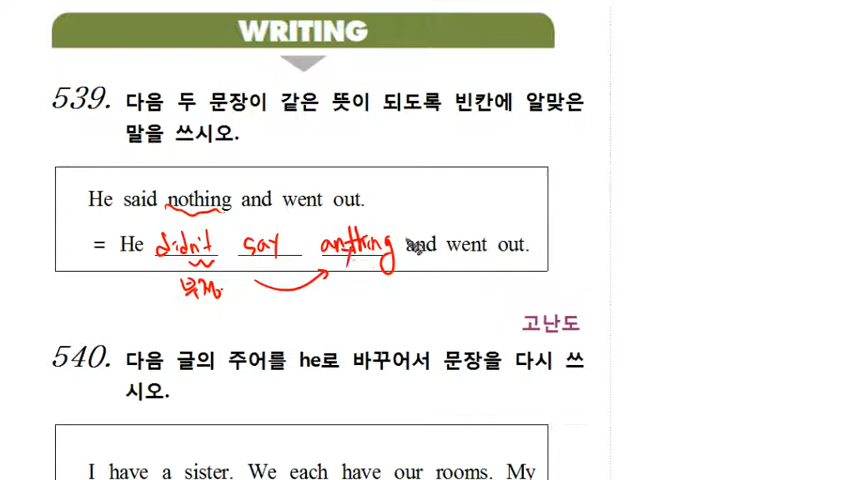 WRITING
539. 다음 두 문장이 같은 뜻이 되도록 빈칸에 알맞은
말을 쓰시오.
He said nothing and went out.
= He didn't say anything and went out.
부정.
고난도
540. 다음 글의 주어를 he로 바꾸어서 문장을 다시 쓰
시오.
I have a sister. We each have our rooms. My